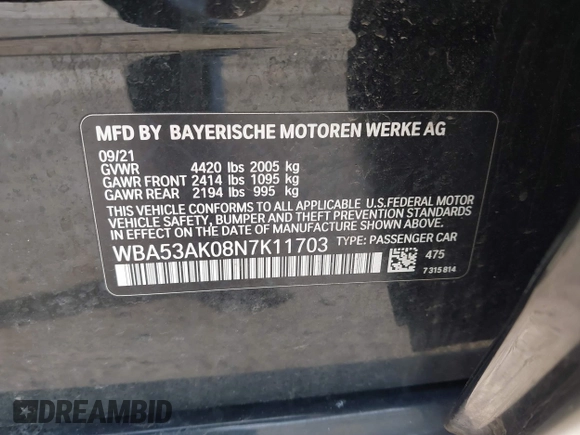 MFD BY BAYERISCHE MOTOREN WERKE AG
09/21
GVWR 4420 lbs 2005 kg
GAWR FRONT 2414 lbs 1095 kg
GAWR REAR 2194 lbs 995 kg
THIS VEHICLE CONFORMS TO ALL APPLICABLE U.S.FEDERAL MOTOR
VEHICLE SAFETY, BUMPER AND THEFT PREVENTION STANDARDS
IN EFFECT ON THE DATE OF MANUFACTURE SHOWN ABOVE.
WBA53AK08N7K11703 TYPE: PASSENGER CAR
475
7 315 814
DREAMBID